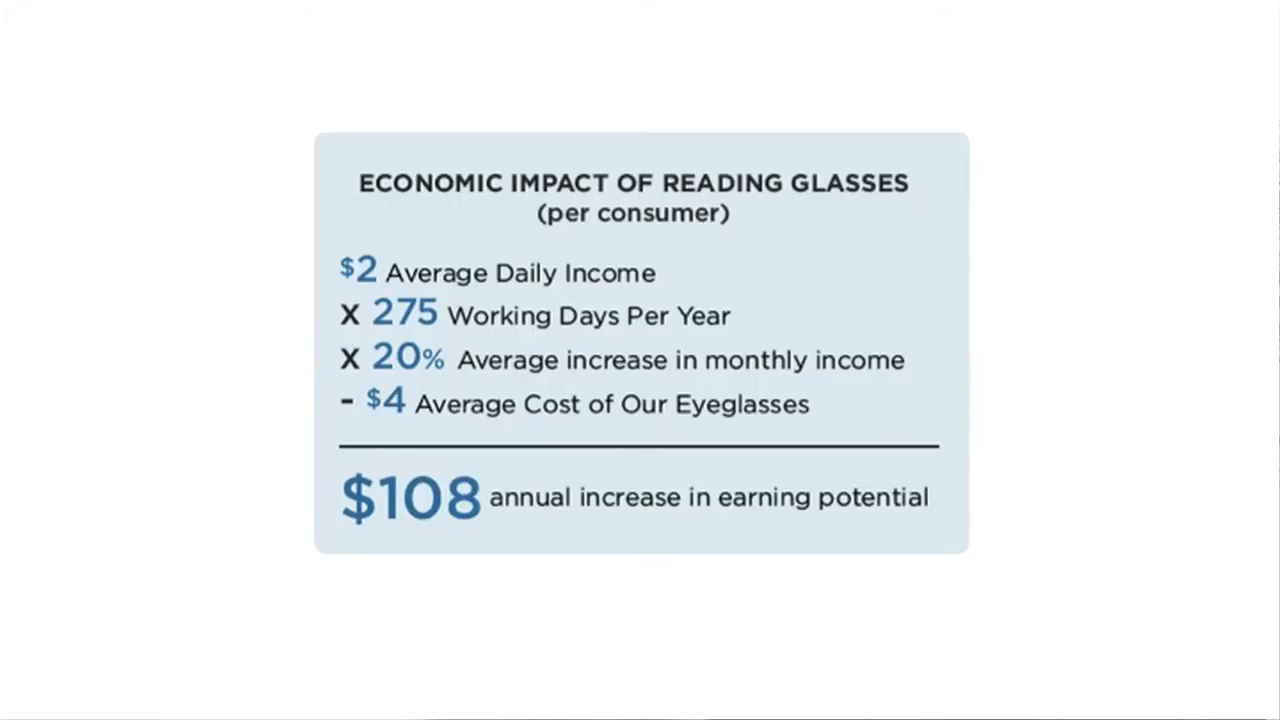 ECONOMIC IMPACT OF READING GLASSES
(per consumer)
$2 Average Daily Income
X 275 Working Days Per Year
X 20% Average increase in monthly income
- $4 Average Cost of Our Eyeglasses
$108 annual increase in earning potential